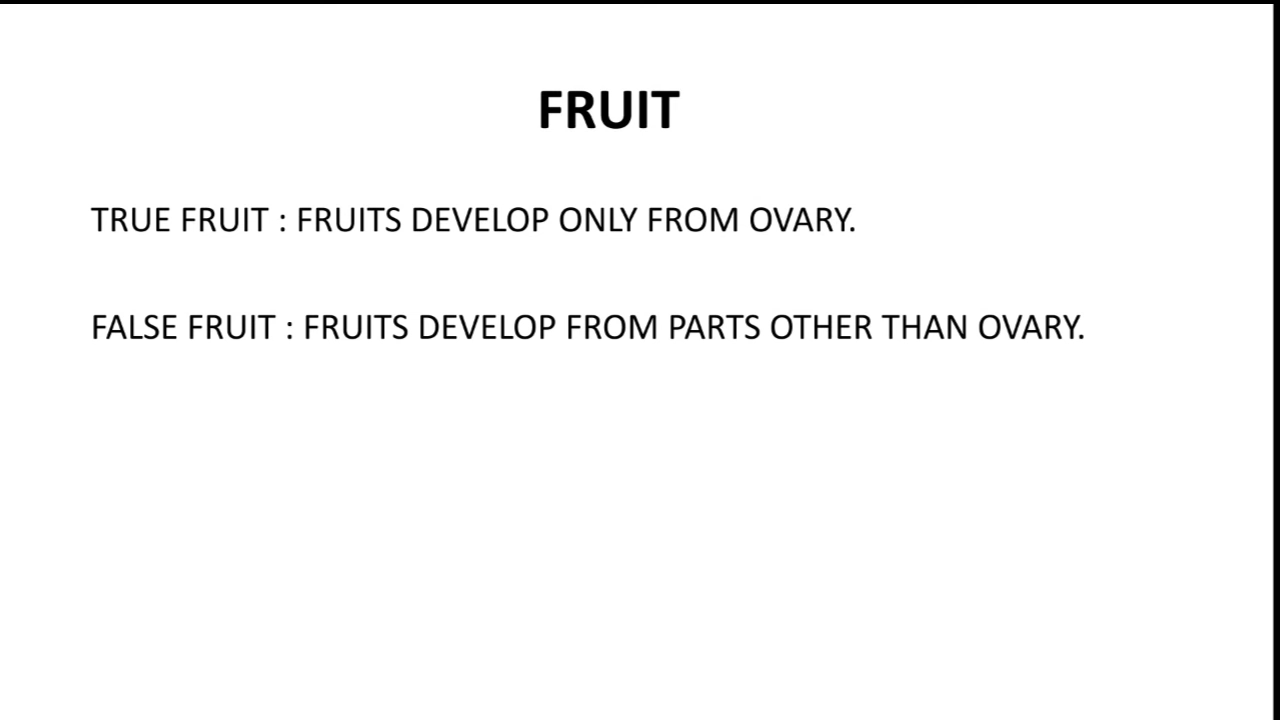 FRUIT
TRUE FRUIT : FRUITS DEVELOP ONLY FROM OVARY.
FALSE FRUIT : FRUITS DEVELOP FROM PARTS OTHER THAN OVARY.